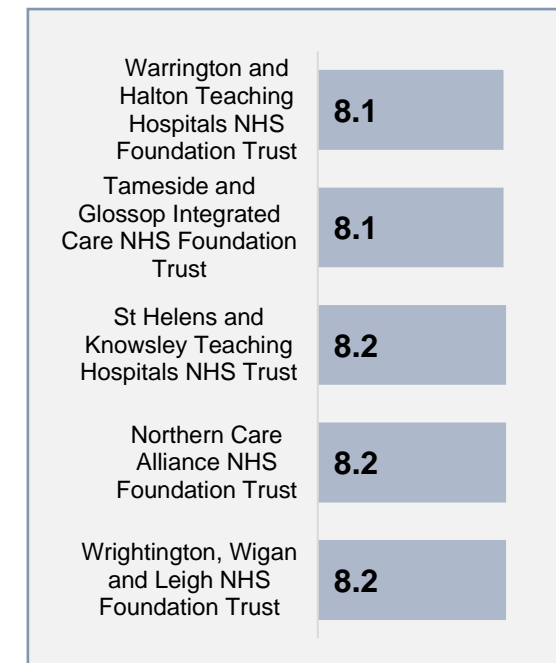 Warrington and
Halton Teaching
Hospitals NHS
Foundation Trust
8.1
Tameside and
Glossop Integrated
Care NHS Foundation
Trust
8.1
St Helens and
Knowsley Teaching
Hospitals NHS Trust
8.2
Northern Care
Alliance NHS
Foundation Trust
8.2
Wrightington, Wigan
and Leigh NHS
Foundation Trust
8.2